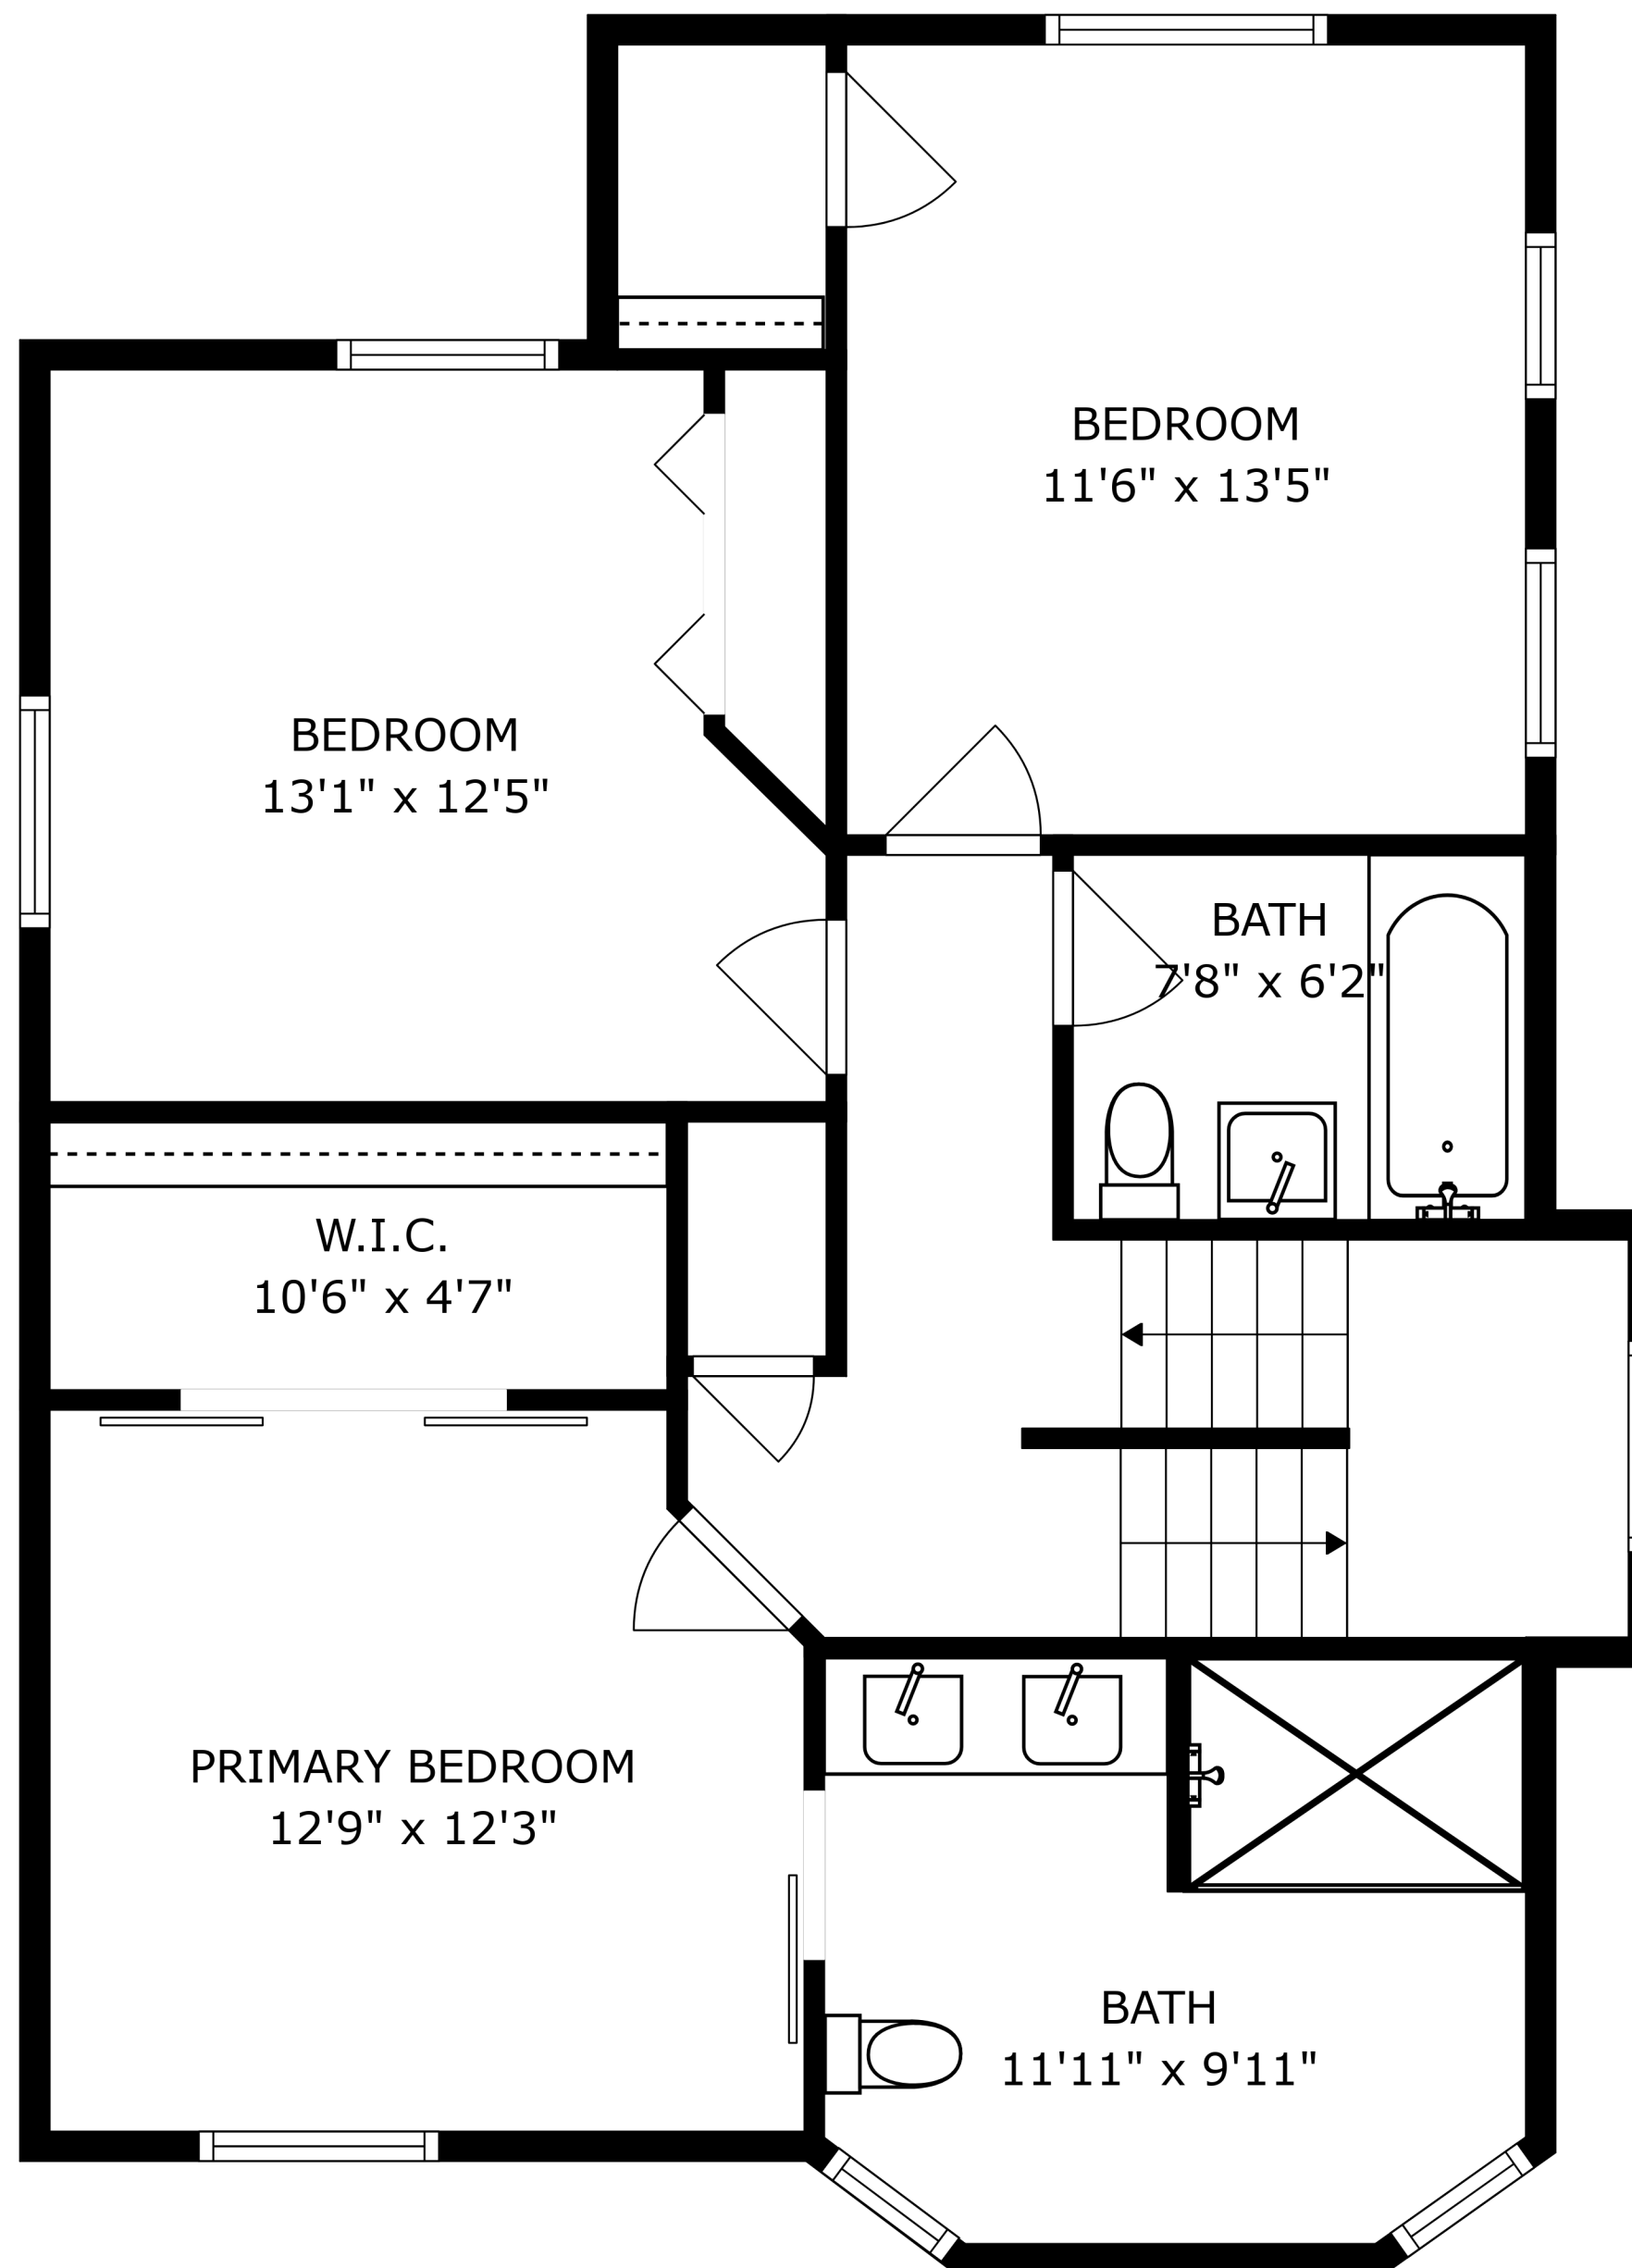 BEDROOM
11'6" x 13'5"
BEDROOM
13'1" x 12'5"
BATH
7'8" x 6'2"
W.I.C.
10'6" x 4'7"
PRIMARY BEDROOM
12'9" x 12'3"
BATH
11'11" x 9'11"